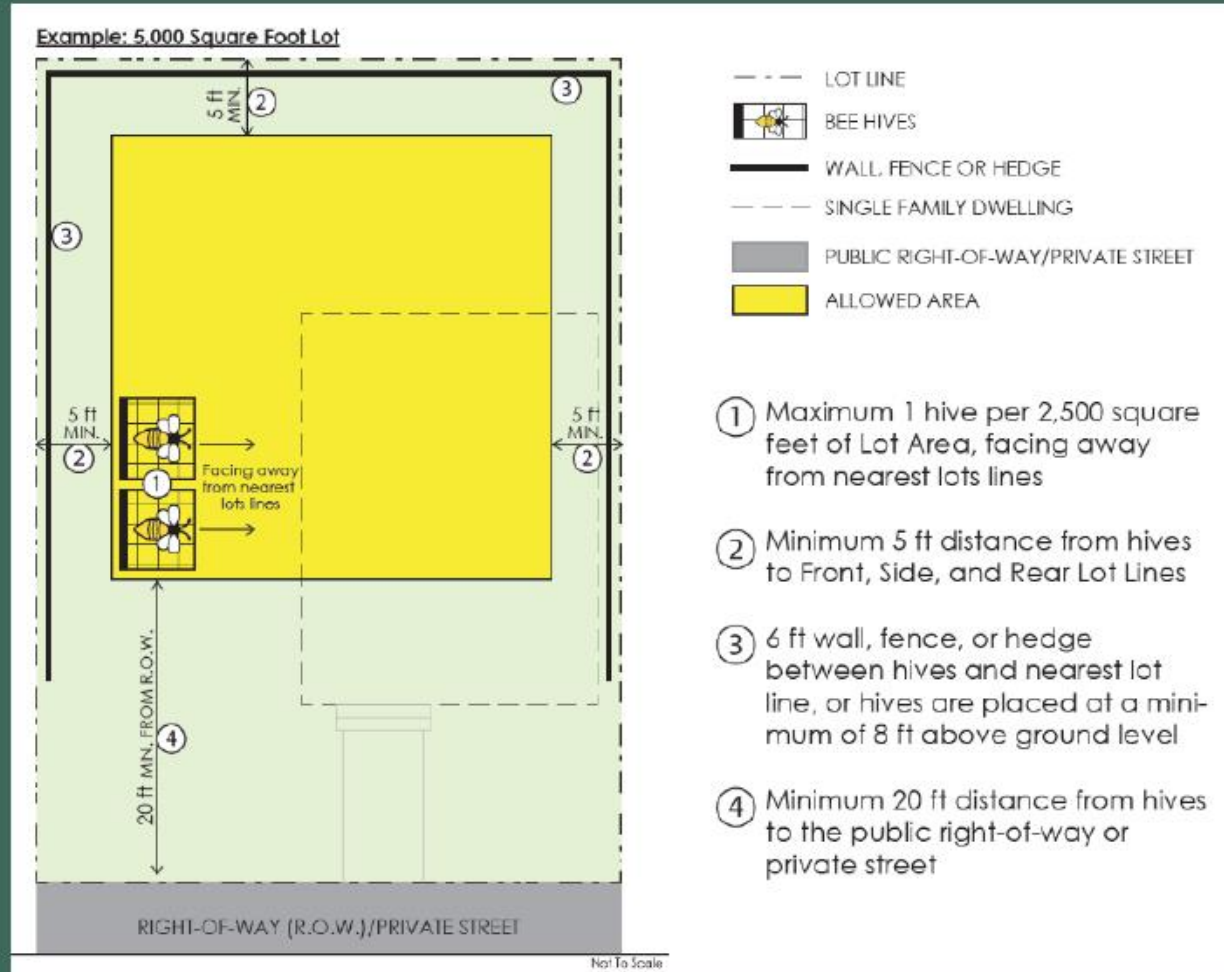 Example: 5,000 Square Foot Lot
5 ft
MIN.
2
3
3
5 ft
MIN.
2
1
Facing away
from nearest
lots lines
5 ft
MIN.
2
20 ft MN. FROM R.O.W.
4
RIGHT-OF-WAY (R.O.W.)/PRIVATE STREET
Not To Scale
LOT LINE
BEE HIVES
WALL, FENCE OR HEDGE
SINGLE FAMILY DWELLING
PUBLIC RIGHT-OF-WAY/PRIVATE STREET
ALLOWED AREA
1 Maximum 1 hive per 2,500 square
feet of Lot Area, facing away
from nearest lots lines
2 Minimum 5 ft distance from hives
to Front, Side, and Rear Lot Lines
3 6 ft wall, fence, or hedge
between hives and nearest lot
line, or hives are placed at a mini-
mum of 8 ft above ground level
4 Minimum 20 ft distance from hives
to the public right-of-way or
private street